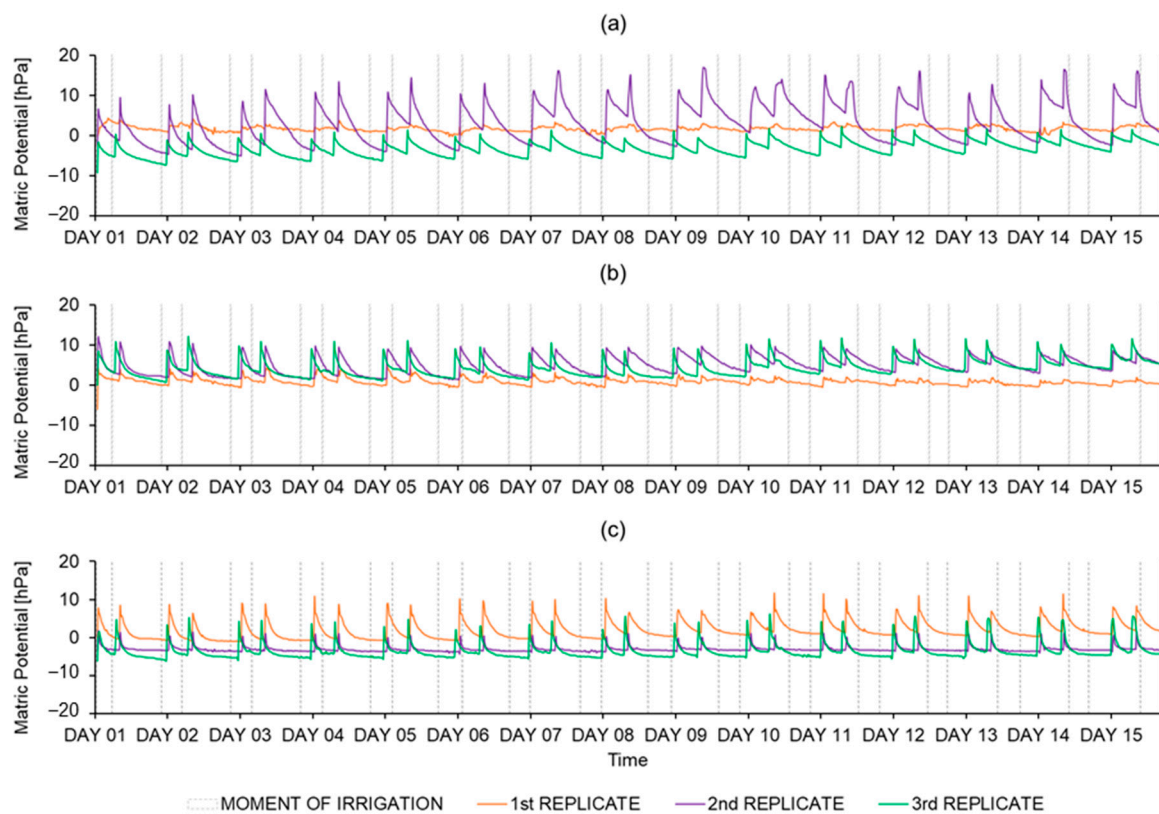 (a)
Matric Potential [hPa]
20
10
0
−10
−20
DAY 01 DAY 02 DAY 03 DAY 04 DAY 05 DAY 06 DAY 07 DAY 08 DAY 09 DAY 10 DAY 11 DAY 12 DAY 13 DAY 14 DAY 15
(b)
Matric Potential [hPa]
20
10
0
−10
−20
DAY 01 DAY 02 DAY 03 DAY 04 DAY 05 DAY 06 DAY 07 DAY 08 DAY 09 DAY 10 DAY 11 DAY 12 DAY 13 DAY 14 DAY 15
(c)
Matric Potential [hPa]
20
10
0
−10
−20
DAY 01 DAY 02 DAY 03 DAY 04 DAY 05 DAY 06 DAY 07 DAY 08 DAY 09 DAY 10 DAY 11 DAY 12 DAY 13 DAY 14 DAY 15
Time
MOMENT OF IRRIGATION 1st REPLICATE 2nd REPLICATE 3rd REPLICATE